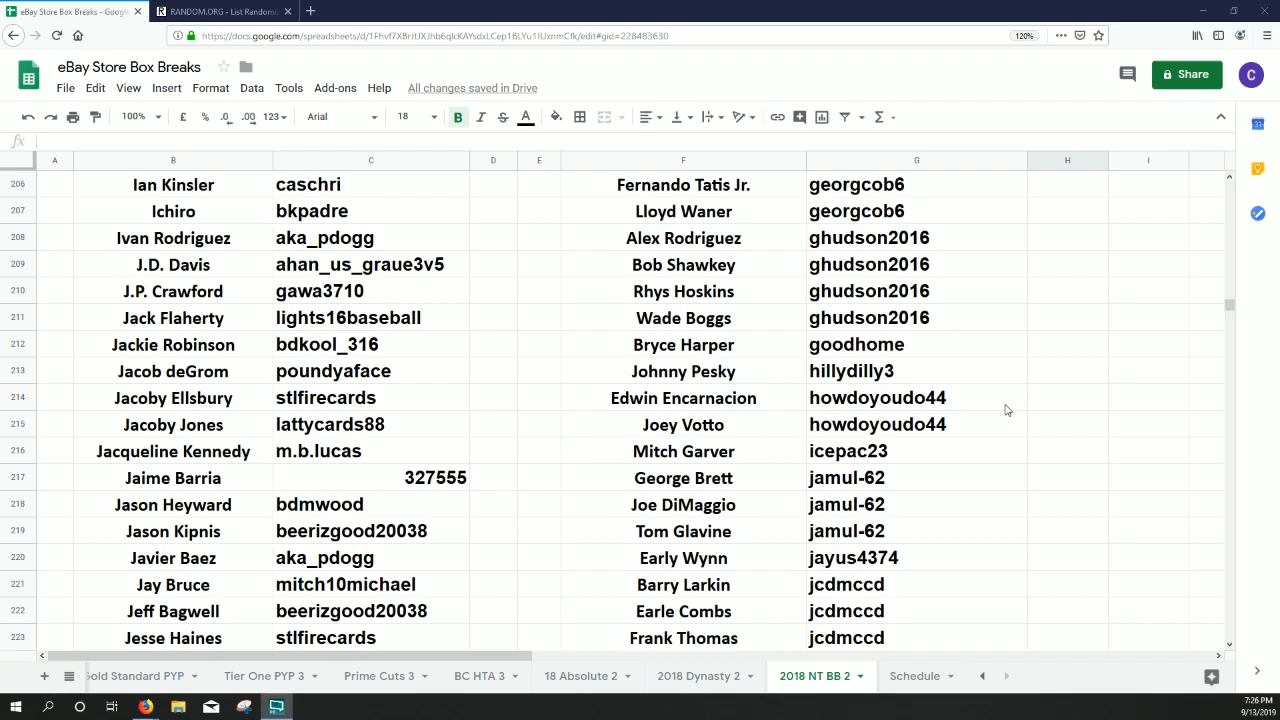 eBay Store Box Breaks - Google
RANDOM.ORG - List Randomiz
https://docs.google.com/spreadsheets/d/1Fhvf7XBrJtJXJhb6qlcKAYsdxLCep1BLYu1IUxnmCfk/edit#gid=228483630
120%
eBay Store Box Breaks
File Edit View Insert Format Data Tools Add-ons Help All changes saved in Drive
Share
C
100% £ % .0 .00 123 Arial 18 B I S A
fx
A B C D E F G H I
206 Ian Kinsler caschri Fernando Tatis Jr. georgcob6
207 Ichiro bkpadre Lloyd Waner georgcob6
208 Ivan Rodriguez aka_pdogg Alex Rodriguez ghudson2016
209 J.D. Davis ahan_us_graue3v5 Bob Shawkey ghudson2016
210 J.P. Crawford gawa3710 Rhys Hoskins ghudson2016
211 Jack Flaherty lights16baseball Wade Boggs ghudson2016
212 Jackie Robinson bdkool_316 Bryce Harper goodhome
213 Jacob deGrom poundyaface Johnny Pesky hillydilly3
214 Jacoby Ellsbury stlfirecards Edwin Encarnacion howdoyoudo44
215 Jacoby Jones lattycards88 Joey Votto howdoyoudo44
216 Jacqueline Kennedy m.b.lucas Mitch Garver icepac23
217 Jaime Barria 327555 George Brett jamul-62
218 Jason Heyward bdmwood Joe DiMaggio jamul-62
219 Jason Kipnis beerizgood20038 Tom Glavine jamul-62
220 Javier Baez aka_pdogg Early Wynn jayus4374
221 Jay Bruce mitch10michael Barry Larkin jcdmccd
222 Jeff Bagwell beerizgood20038 Earle Combs jcdmccd
223 Jesse Haines stlfirecards Frank Thomas jcdmccd
Gold Standard PYP Tier One PYP 3 Prime Cuts 3 BC HTA 3 18 Absolute 2 2018 Dynasty 2 2018 NT BB 2 Schedule
7:26 PM
9/13/2019